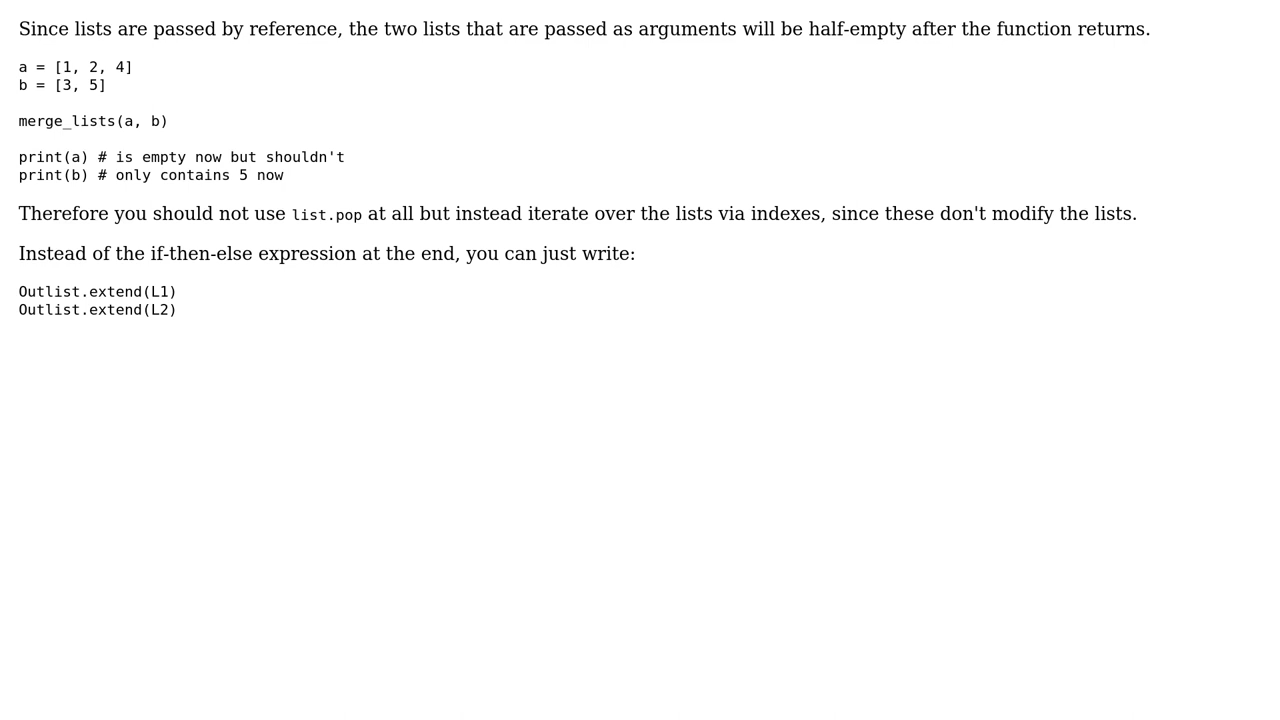 Since lists are passed by reference, the two lists that are passed as arguments will be half-empty after the function returns.
a = [1, 2, 4]
b = [3, 5]
merge_lists(a, b)
print(a) # is empty now but shouldn't
print(b) # only contains 5 now
Therefore you should not use list.pop at all but instead iterate over the lists via indexes, since these don't modify the lists.
Instead of the if-then-else expression at the end, you can just write:
Outlist.extend(L1)
Outlist.extend(L2)